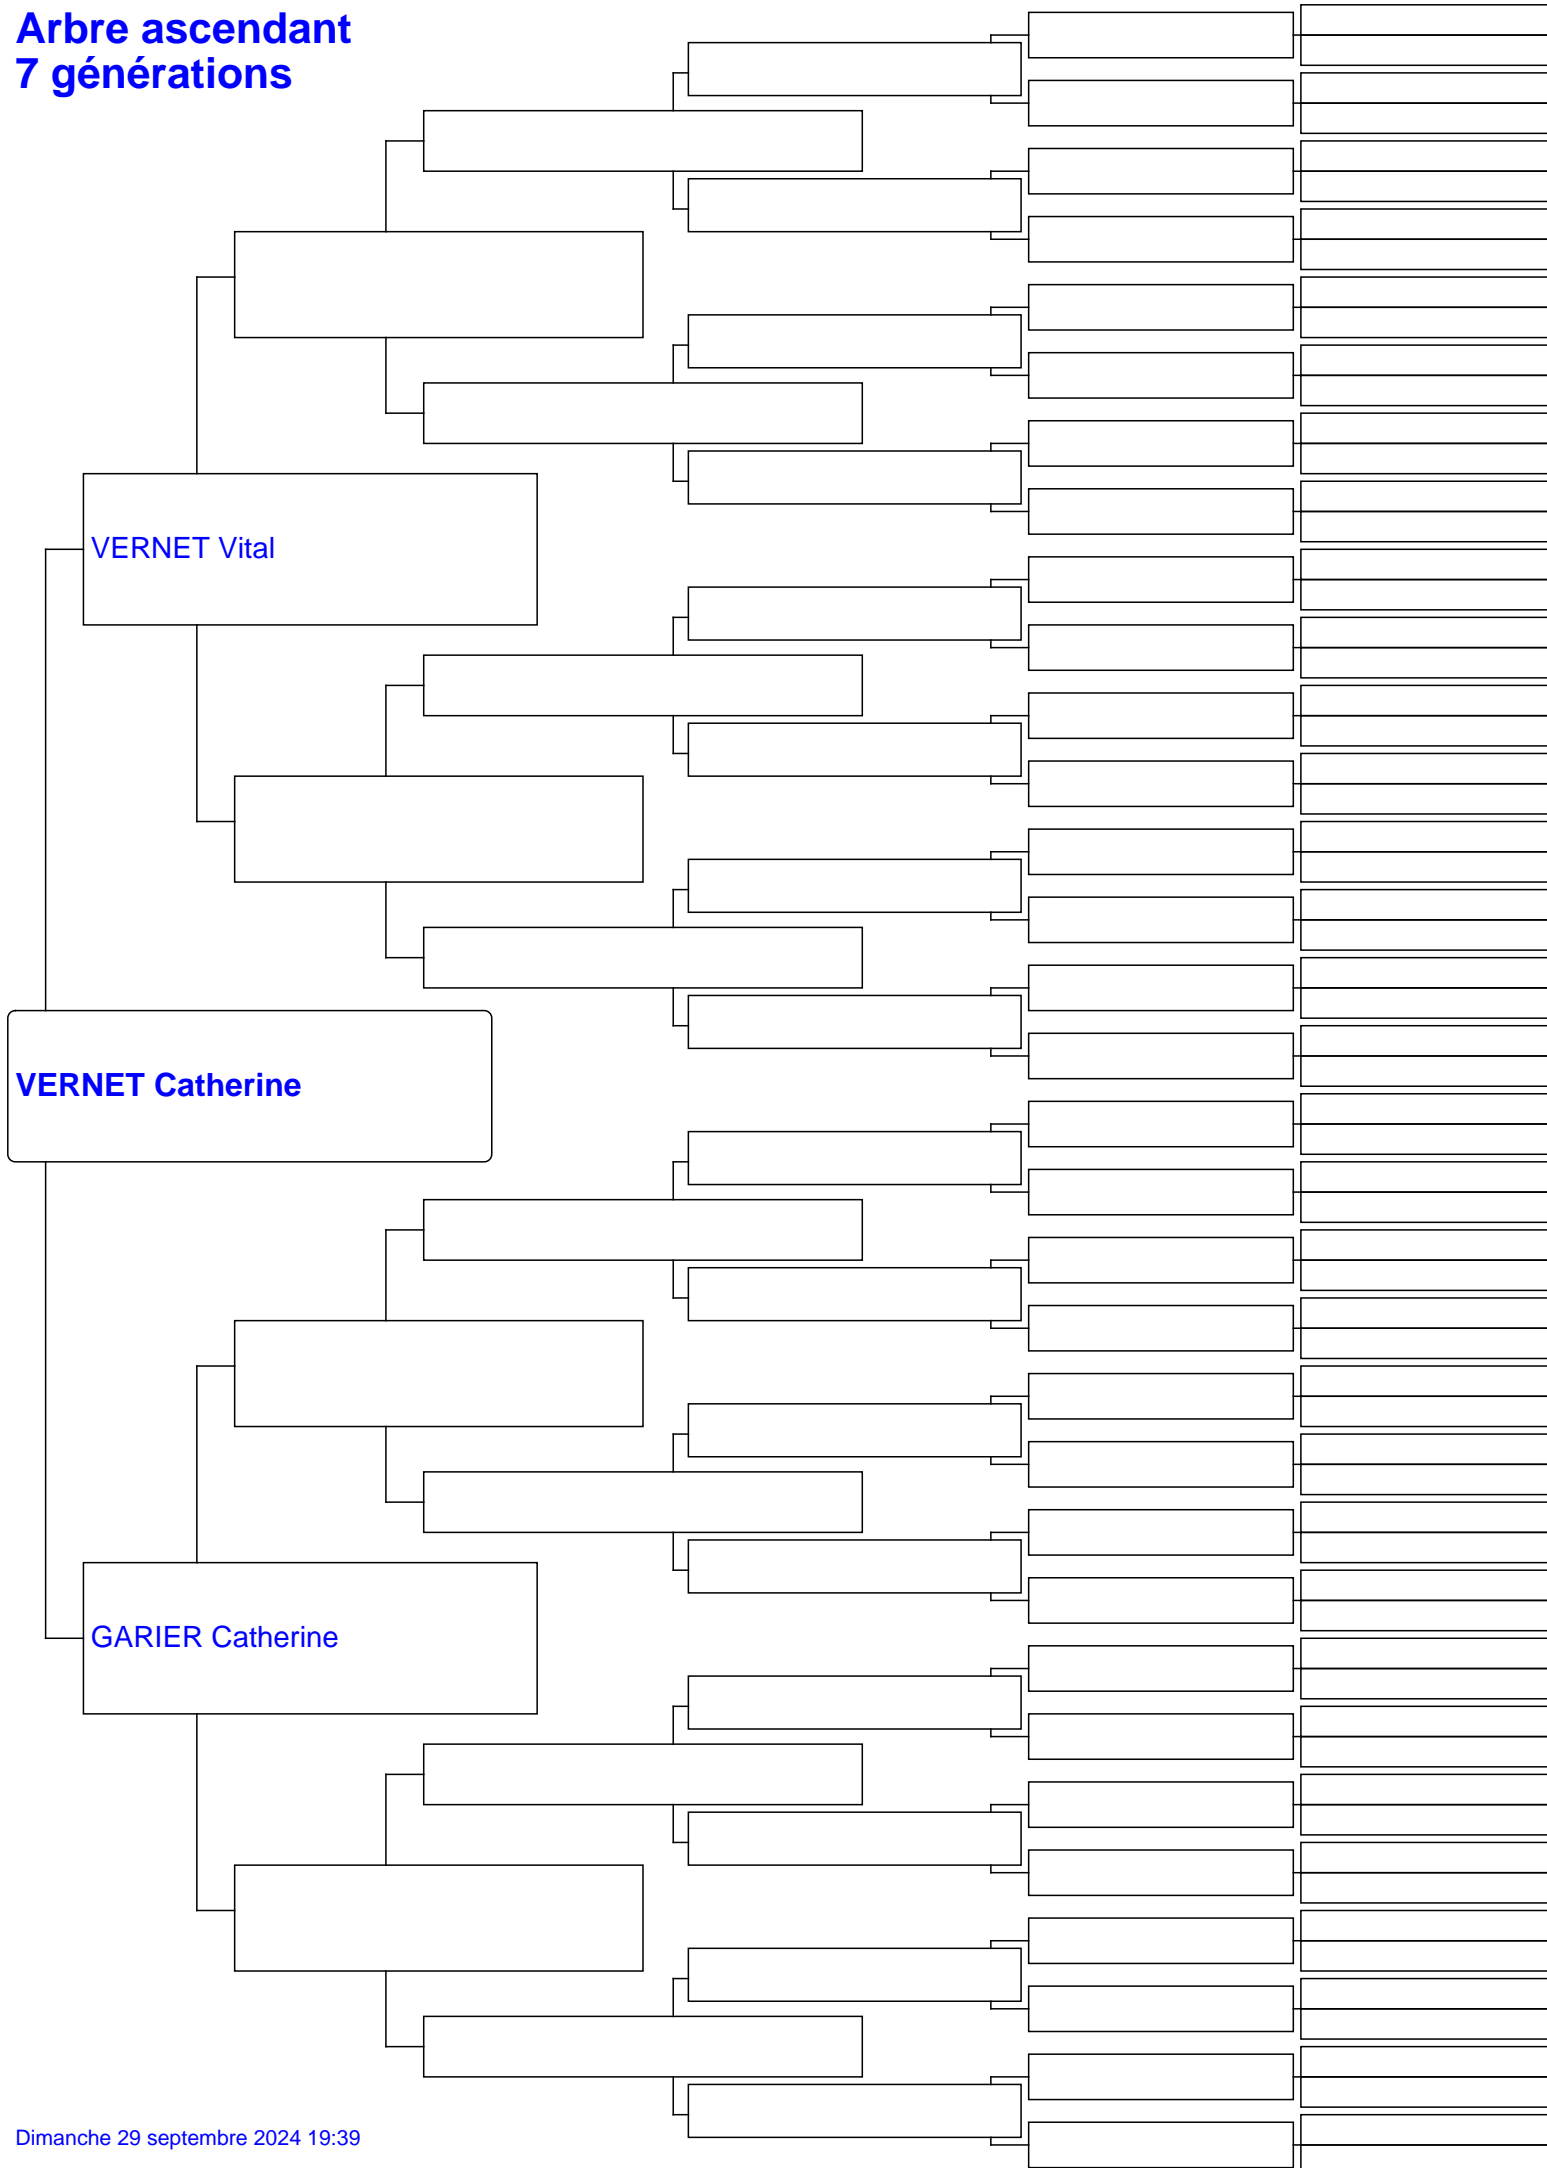 Arbre ascendant
7 générations
VERNET Vital
VERNET Catherine
GARIER Catherine
Dimanche 29 septembre 2024 19:39